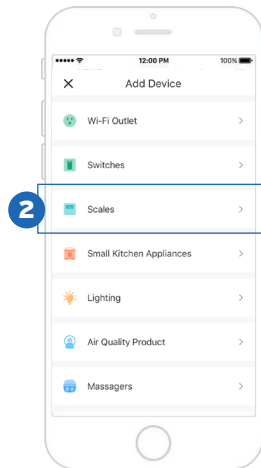 12:00 PM 100%
Add Device
Wi-Fi Outlet
Switches
2
Scales
Small Kitchen Appliances
Lighting
Air Quality Product
Massagers